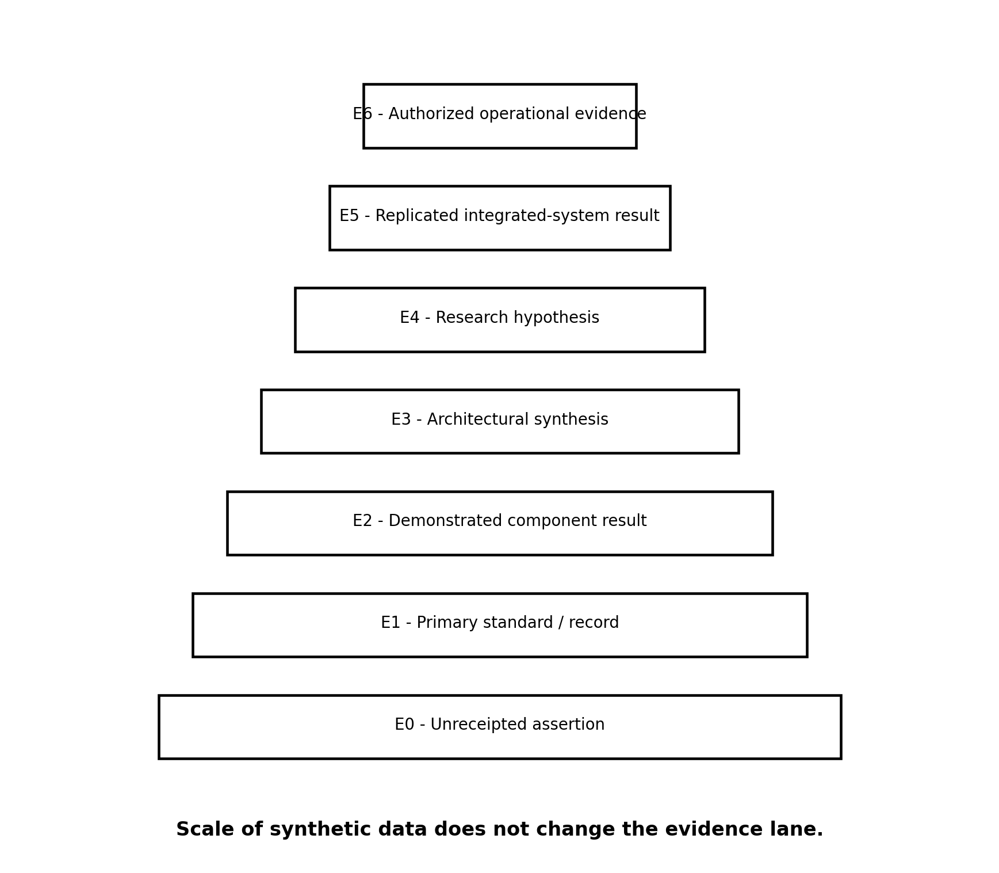 E6 - Authorized operational evidence
E5 - Replicated integrated-system result
E4 - Research hypothesis
E3 - Architectural synthesis
E2 - Demonstrated component result
E1 - Primary standard / record
E0 - Unreceipted assertion
Scale of synthetic data does not change the evidence lane.